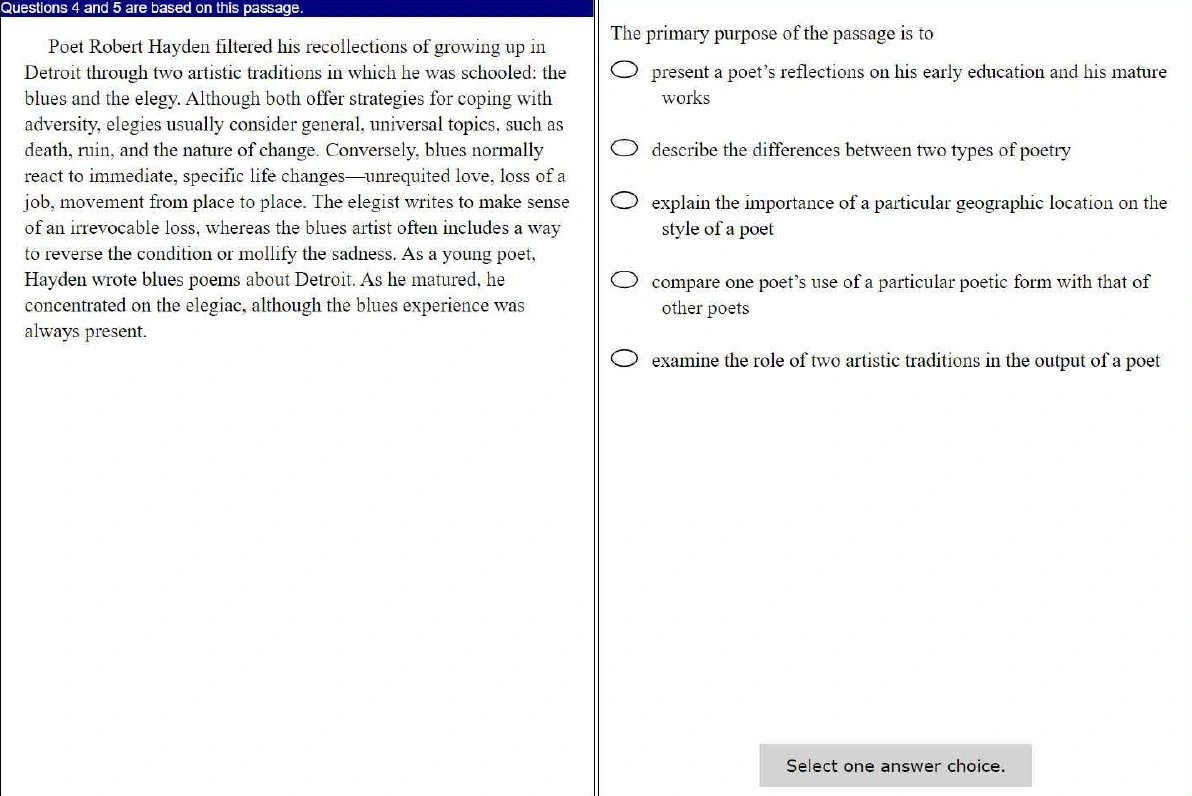 Questions 4 and 5 are based on this passage.
Poet Robert Hayden filtered his recollections of growing up in
Detroit through two artistic traditions in which he was schooled: the
blues and the elegy. Although both offer strategies for coping with
adversity, elegies usually consider general, universal topics, such as
death, ruin, and the nature of change. Conversely, blues normally
react to immediate, specific life changes—unrequited love, loss of a
job, movement from place to place. The elegist writes to make sense
of an irrevocable loss, whereas the blues artist often includes a way
to reverse the condition or mollify the sadness. As a young poet,
Hayden wrote blues poems about Detroit. As he matured, he
concentrated on the elegiac, although the blues experience was
always present.
The primary purpose of the passage is to
present a poet’s reflections on his early education and his mature
works
describe the differences between two types of poetry
explain the importance of a particular geographic location on the
style of a poet
compare one poet’s use of a particular poetic form with that of
other poets
examine the role of two artistic traditions in the output of a poet
Select one answer choice.